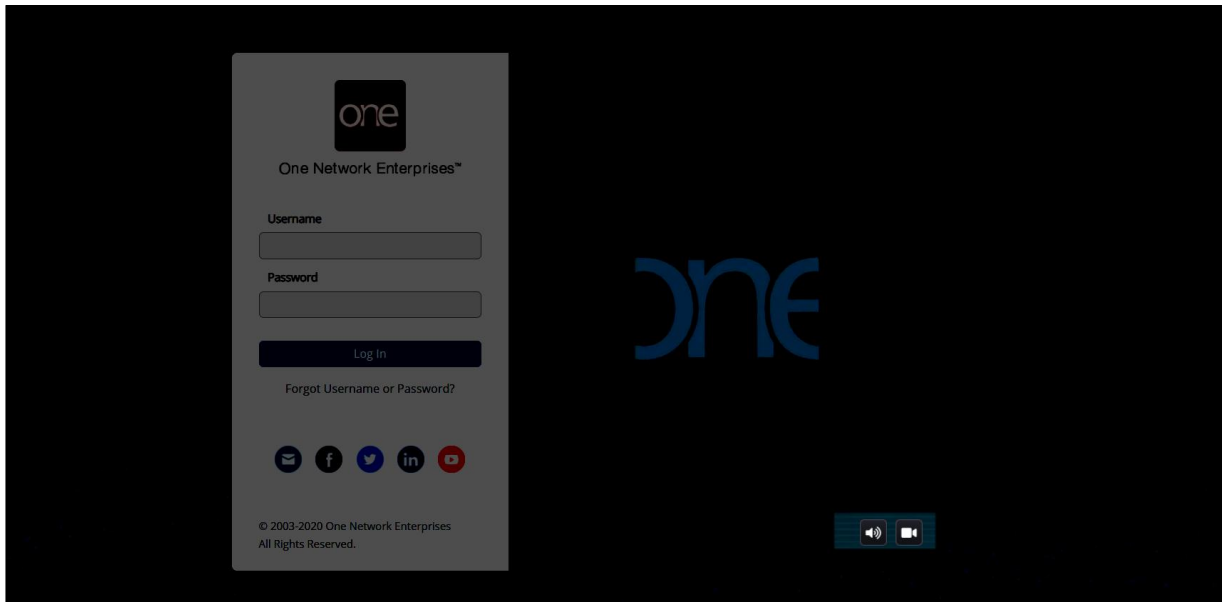 one
One Network Enterprises™
Username
Password
Log In
Forgot Username or Password?
f
in
© 2003-2020 One Network Enterprises
All Rights Reserved.
one